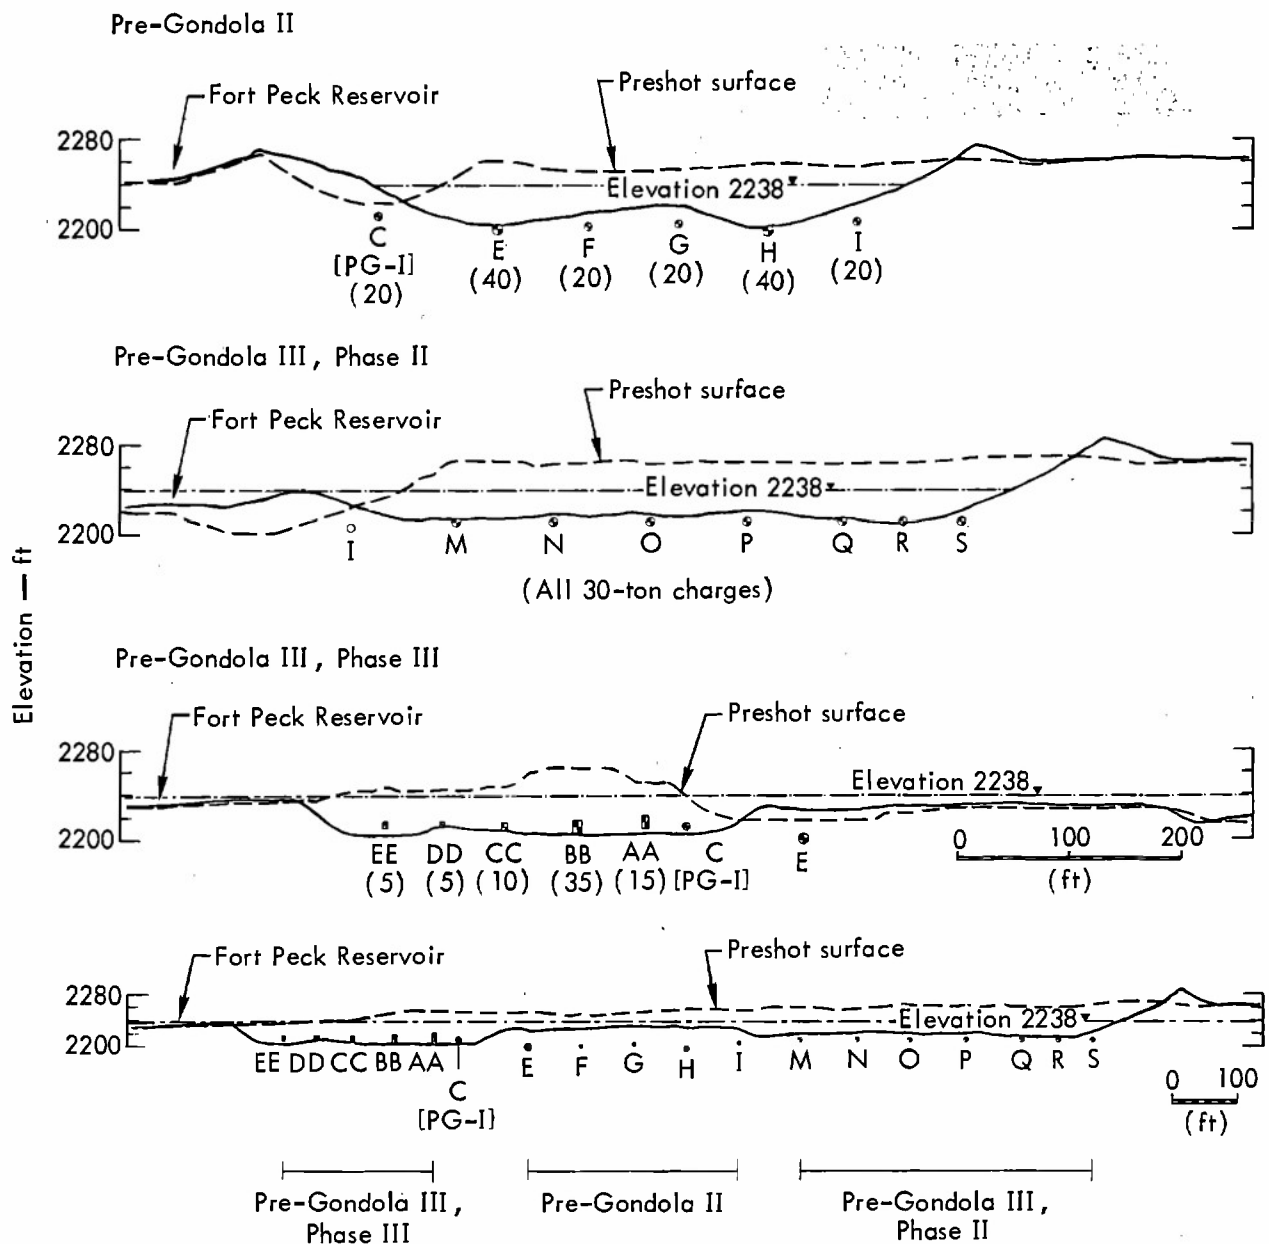 Pre-Gondola II
Fort Peck Reservoir
Preshot surface
2280
Elevation 2238
2200
C E F G H I
[PG-I] (40) (20) (20) (40) (20)
(20)
Pre-Gondola III, Phase II
Preshot surface
Fort Peck Reservoir
2280
Elevation 2238
2200
I M N O P Q R S
(All 30-ton charges)
Elevation — ft
Pre-Gondola III, Phase III
Fort Peck Reservoir
Preshot surface
2280
Elevation 2238
2200
0 100 200
(ft)
EE DD CC BB AA C E
(5) (5) (10) (35) (15) [PG-I]
Fort Peck Reservoir
Preshot surface
2280
Elevation 2238
2200
EE DD CC BB AA E F G H I M N O P Q R S
C
[PG-I]
0 100
(ft)
Pre-Gondola III,
Phase III
Pre-Gondola II
Pre-Gondola III,
Phase II